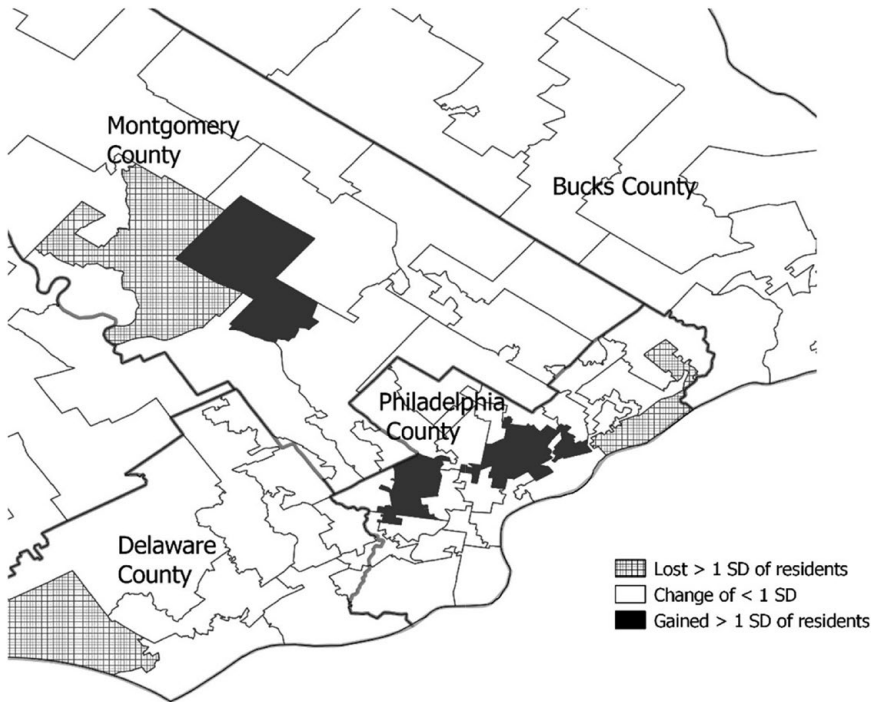 Montgomery
County
Bucks County
Philadelphia
County
Delaware
County
Lost > 1 SD of residents
Change of < 1 SD
Gained > 1 SD of residents